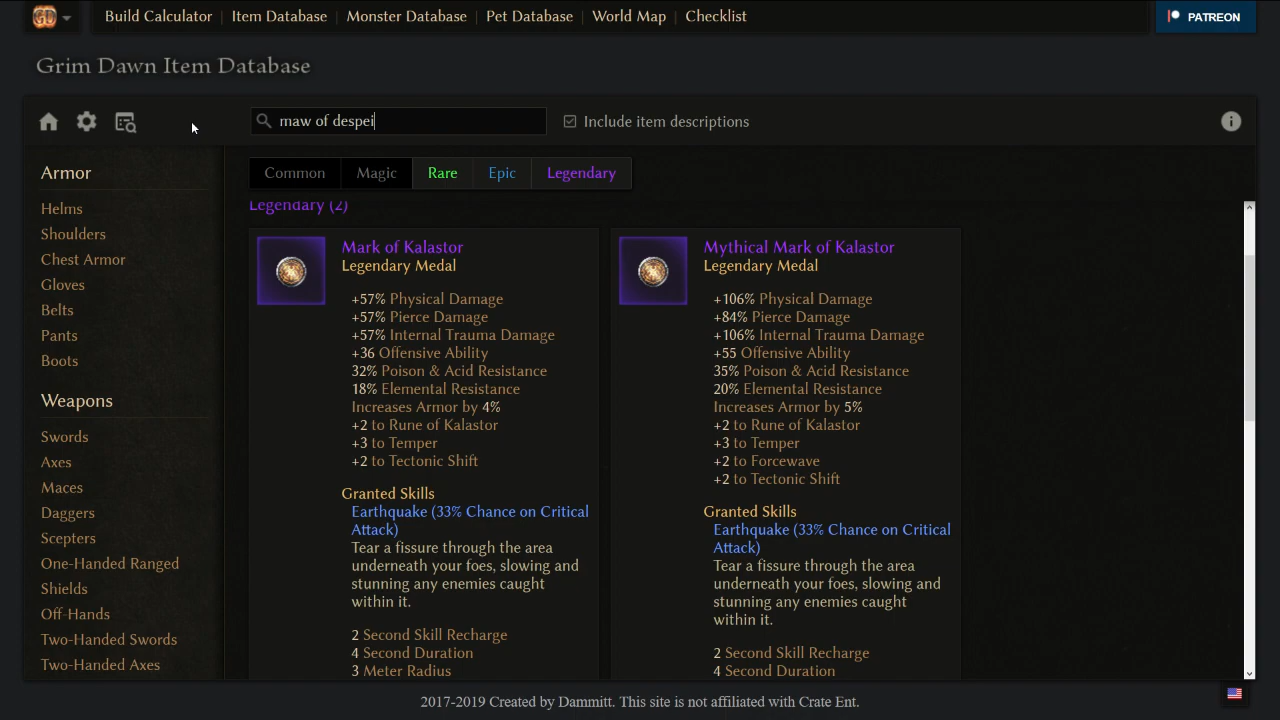 GD
Build Calculator
Item Database
Monster Database
Pet Database
World Map
Checklist
PATREON
Grim Dawn Item Database
maw of despei
Include item descriptions
Armor
Helms
Shoulders
Chest Armor
Gloves
Belts
Pants
Boots
Weapons
Swords
Axes
Maces
Daggers
Scepters
One-Handed Ranged
Shields
Off-Hands
Two-Handed Swords
Two-Handed Axes
Common
Magic
Rare
Epic
Legendary
Legendary (2)
Mark of Kalastor
Legendary Medal
+57% Physical Damage
+57% Pierce Damage
+57% Internal Trauma Damage
+36 Offensive Ability
32% Poison & Acid Resistance
18% Elemental Resistance
Increases Armor by 4%
+2 to Rune of Kalastor
+3 to Temper
+2 to Tectonic Shift
Granted Skills
Earthquake (33% Chance on Critical
Attack)
Tear a fissure through the area
underneath your foes, slowing and
stunning any enemies caught
within it.
2 Second Skill Recharge
4 Second Duration
3 Meter Radius
Mythical Mark of Kalastor
Legendary Medal
+106% Physical Damage
+84% Pierce Damage
+106% Internal Trauma Damage
+55 Offensive Ability
35% Poison & Acid Resistance
20% Elemental Resistance
Increases Armor by 5%
+2 to Rune of Kalastor
+3 to Temper
+2 to Forcewave
+2 to Tectonic Shift
Granted Skills
Earthquake (33% Chance on Critical
Attack)
Tear a fissure through the area
underneath your foes, slowing and
stunning any enemies caught
within it.
2 Second Skill Recharge
4 Second Duration
2017-2019 Created by Dammitt. This site is not affiliated with Crate Ent.